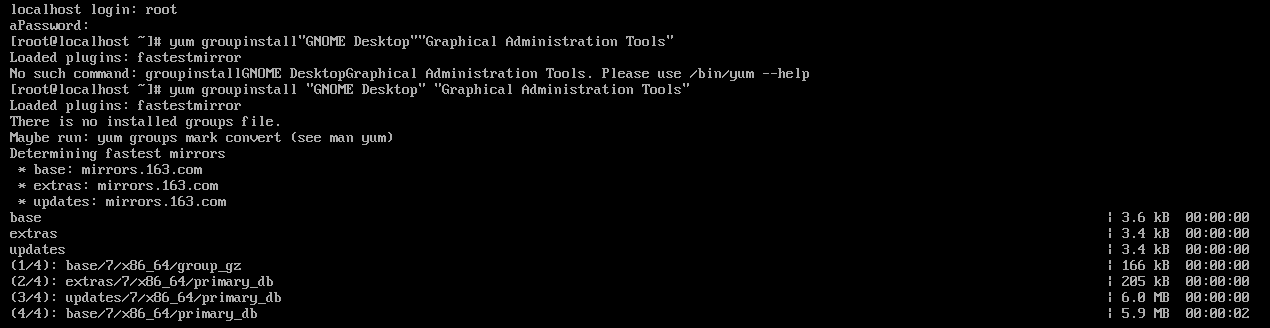 localhost login: root
aPassword:
[root@localhost ~]# yum groupinstall"GNOME Desktop""Graphical Administration Tools"
Loaded plugins: fastestmirror
No such command: groupinstallGNOME DesktopGraphical Administration Tools. Please use /bin/yum --help
[root@localhost ~]# yum groupinstall "GNOME Desktop" "Graphical Administration Tools"
Loaded plugins: fastestmirror
There is no installed groups file.
Maybe run: yum groups mark convert (see man yum)
Determining fastest mirrors
 * base: mirrors.163.com
 * extras: mirrors.163.com
 * updates: mirrors.163.com
base | 3.6 kB 00:00:00
extras | 3.4 kB 00:00:00
updates | 3.4 kB 00:00:00
(1/4): base/7/x86_64/group_gz | 166 kB 00:00:00
(2/4): extras/7/x86_64/primary_db | 205 kB 00:00:00
(3/4): updates/7/x86_64/primary_db | 6.0 MB 00:00:00
(4/4): base/7/x86_64/primary_db | 5.9 MB 00:00:02